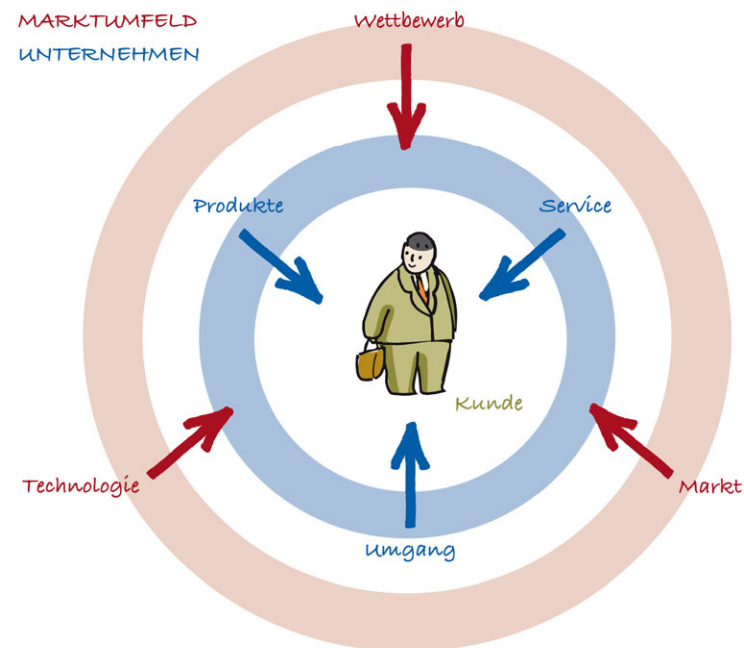 MARKTUMFELD
UNTERNEHMEN
Wettbewerb
Produkte
Service
Kunde
Technologie
Markt
Umgang